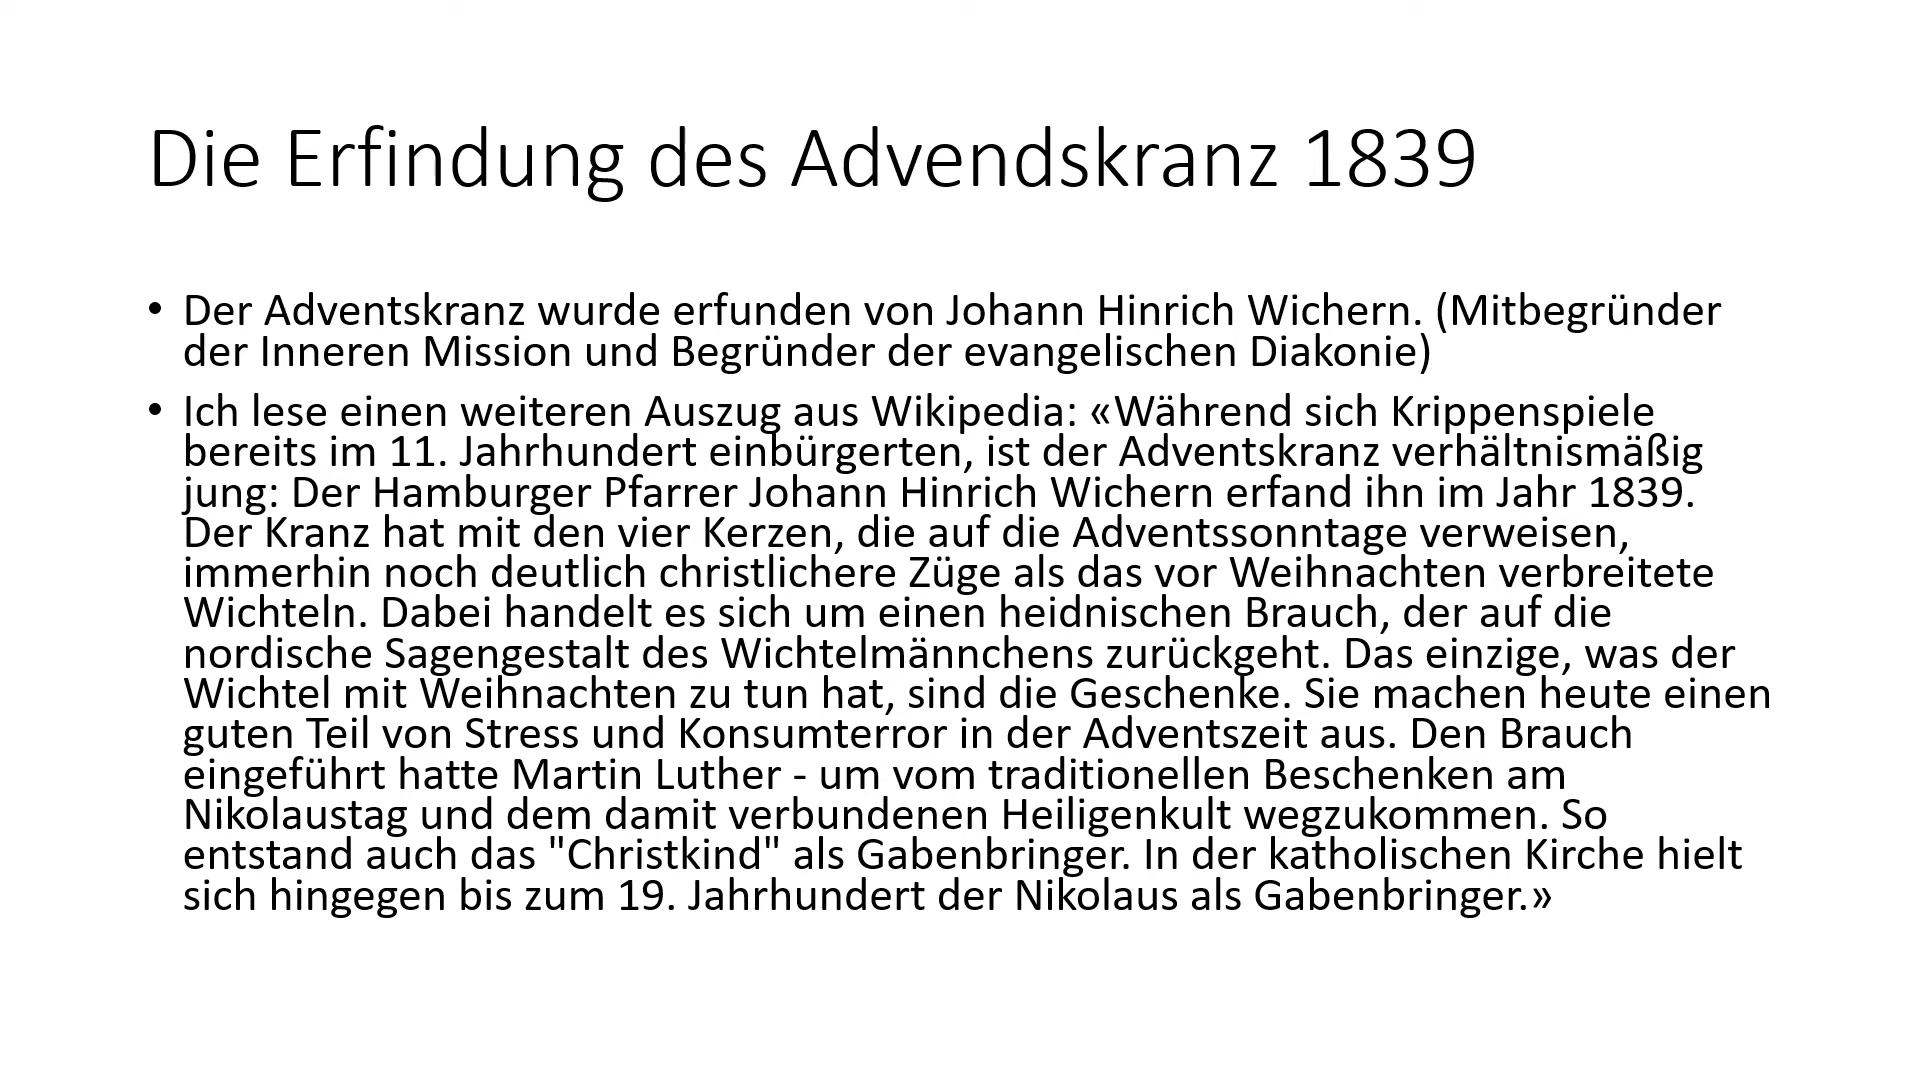 Die Erfindung des Advendskranz 1839
• Der Adventskranz wurde erfunden von Johann Hinrich Wichern. (Mitbegründer
der Inneren Mission und Begründer der evangelischen Diakonie)
• Ich lese einen weiteren Auszug aus Wikipedia: «Während sich Krippenspiele
bereits im 11. Jahrhundert einbürgerten, ist der Adventskranz verhältnismäßig
jung: Der Hamburger Pfarrer Johann Hinrich Wichern erfand ihn im Jahr 1839.
Der Kranz hat mit den vier Kerzen, die auf die Adventssonntage verweisen,
immerhin noch deutlich christlichere Züge als das vor Weihnachten verbreitete
Wichteln. Dabei handelt es sich um einen heidnischen Brauch, der auf die
nordische Sagengestalt des Wichtelmännchens zurückgeht. Das einzige, was der
Wichtel mit Weihnachten zu tun hat, sind die Geschenke. Sie machen heute einen
guten Teil von Stress und Konsumterror in der Adventszeit aus. Den Brauch
eingeführt hatte Martin Luther - um vom traditionellen Beschenken am
Nikolaustag und dem damit verbundenen Heiligenkult wegzukommen. So
entstand auch das "Christkind" als Gabenbringer. In der katholischen Kirche hielt
sich hingegen bis zum 19. Jahrhundert der Nikolaus als Gabenbringer.»